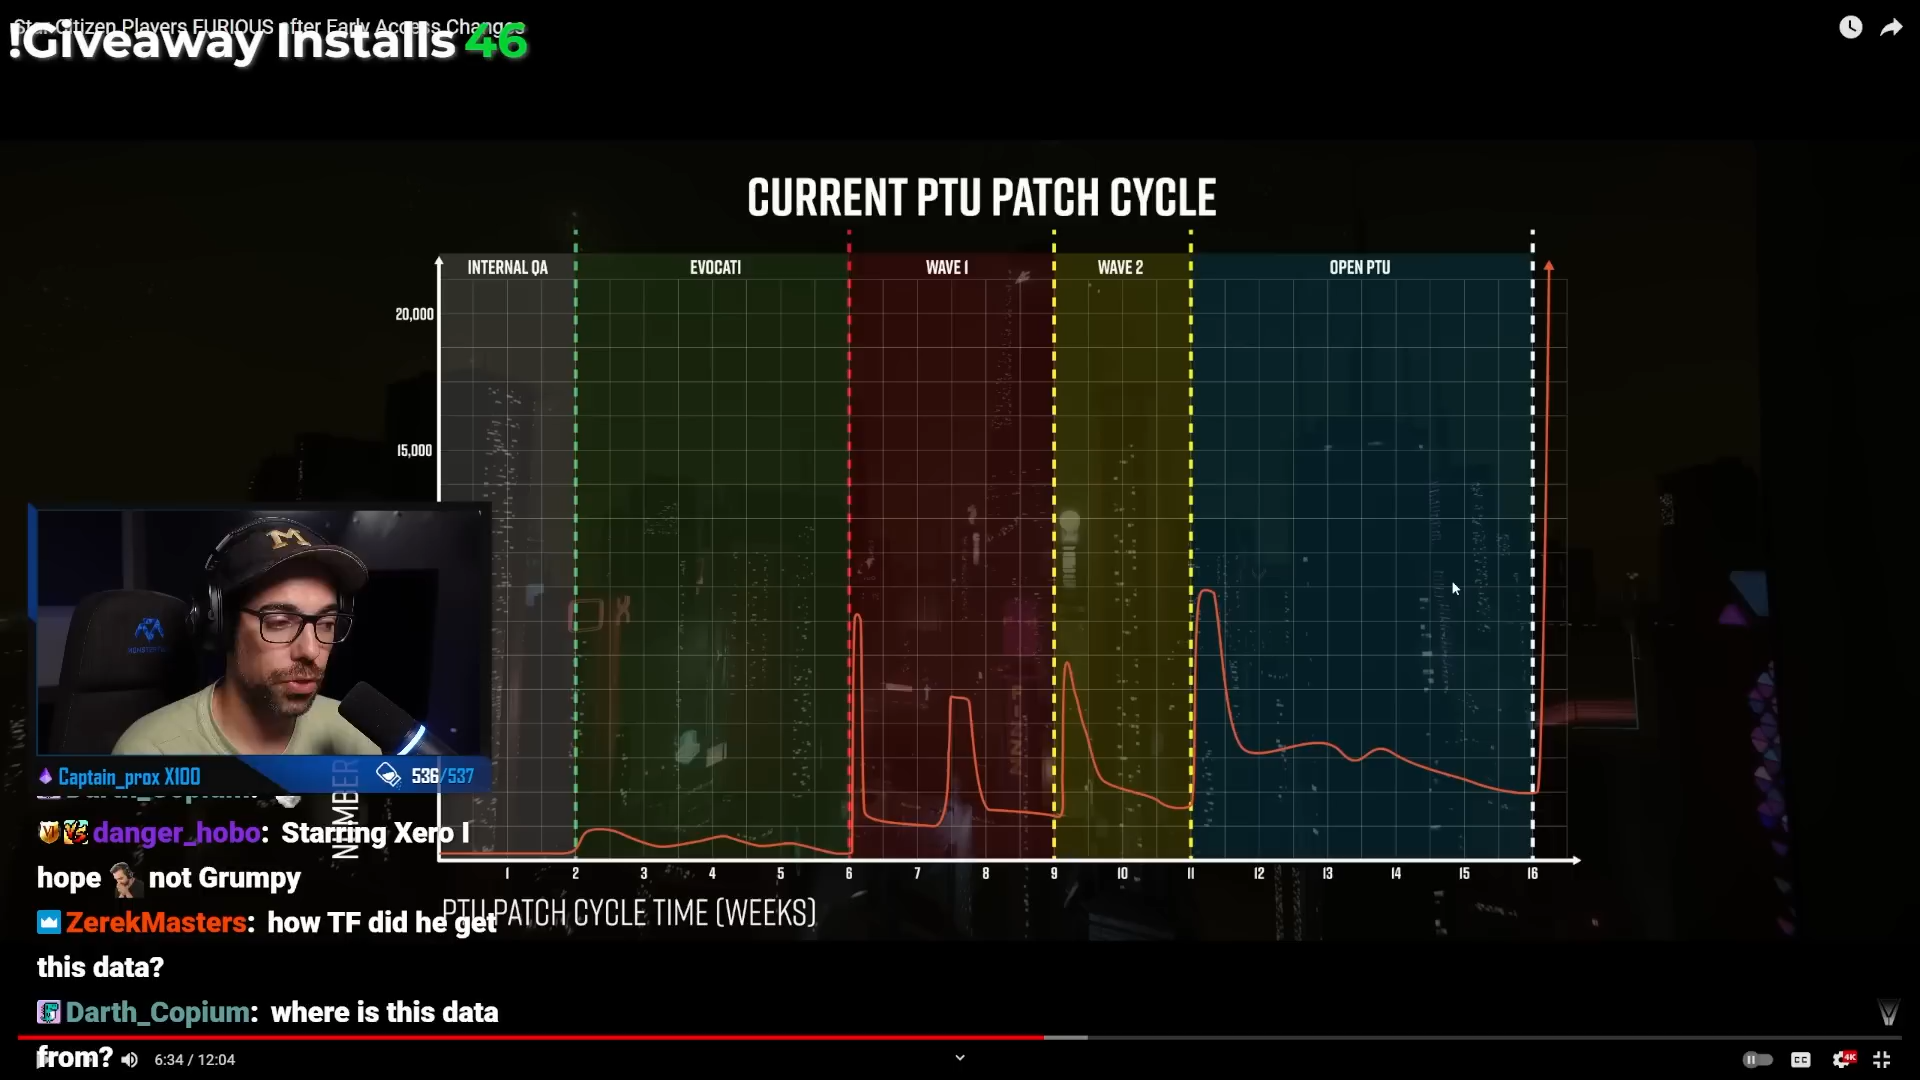 Star Citizen Players FURIOUS after Early Access Changes
!Giveaway Installs 46
CURRENT PTU PATCH CYCLE
INTERNAL QA
EVOCATI
WAVE 1
WAVE 2
OPEN PTU
20,000
15,000
NUMBER
1 2 3 4 5 6 7 8 9 10 11 12 13 14 15 16
PTU PATCH CYCLE TIME (WEEKS)
M
Captain_prox X100
536/537
Darth_Copium:
danger_hobo: Starring Xero I
hope not Grumpy
ZerekMasters: how TF did he get
this data?
Darth_Copium: where is this data
from?
6:34 / 12:04
CC
4K